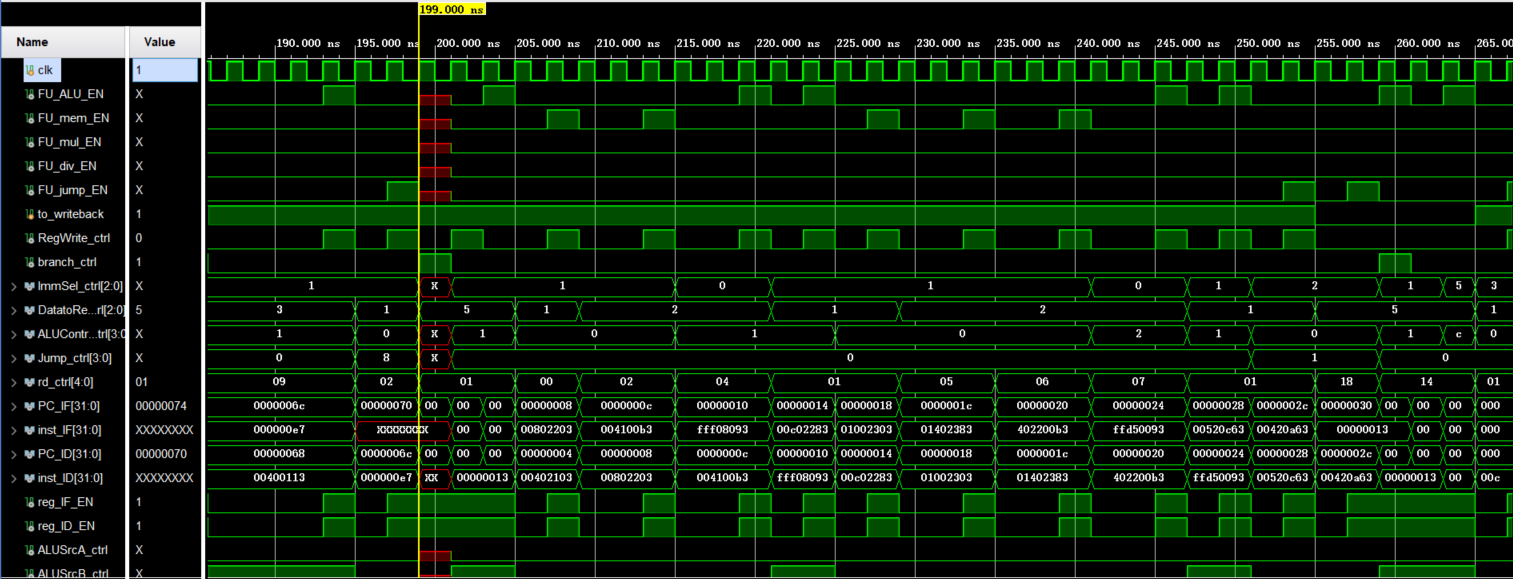 199.000 ns
Name Value 190.000 ns 195.000 ns 200.000 ns 205.000 ns 210.000 ns 215.000 ns 220.000 ns 225.000 ns 230.000 ns 235.000 ns 240.000 ns 245.000 ns 250.000 ns 255.000 ns 260.000 ns 265.00
clk 1
FU_ALU_EN X
FU_mem_EN X
FU_mul_EN X
FU_div_EN X
FU_jump_EN X
to_writeback 1
RegWrite_ctrl 0
branch_ctrl 1
ImmSel_ctrl[2:0] X 1 X 1 0 1 0 1 2 1 5 3
DatatoRe...rl[2:0] 5 3 1 5 1 2 1 2 1 5 1
ALUContr...trl[3:0] X 1 0 X 1 0 1 0 2 1 0 1 c 0
Jump_ctrl[3:0] X 0 8 X 0 1 0
rd_ctrl[4:0] 01 09 02 01 00 02 04 01 05 06 07 01 18 14 01
PC_IF[31:0] 00000074 0000006c 00000070 00 00 00 00000008 0000000c 00000010 00000014 00000018 0000001c 00000020 00000024 00000028 0000002c 00000030 00 00 00 000
inst_IF[31:0] XXXXXXXX 000000e7 XXXXXXXX 00 00 00802203 004100b3 fff08093 00c02283 01002303 01402383 402200b3 ffd50093 00520c63 00420a63 00000013 00 00 000
PC_ID[31:0] 00000070 00000068 0000006c 00 00 00 00000004 00000008 0000000c 00000010 00000014 00000018 0000001c 00000020 00000024 00000028 0000002c 00 00 00 000
inst_ID[31:0] XXXXXXXX 00400113 000000e7 XX 00000013 00402103 00802203 004100b3 fff08093 00c02283 01002303 01402383 402200b3 ffd50093 00520c63 00420a63 00000013 00 00c
reg_IF_EN 1
reg_ID_EN 1
ALUSrcA_ctrl X
ALUSrcB_ctrl X